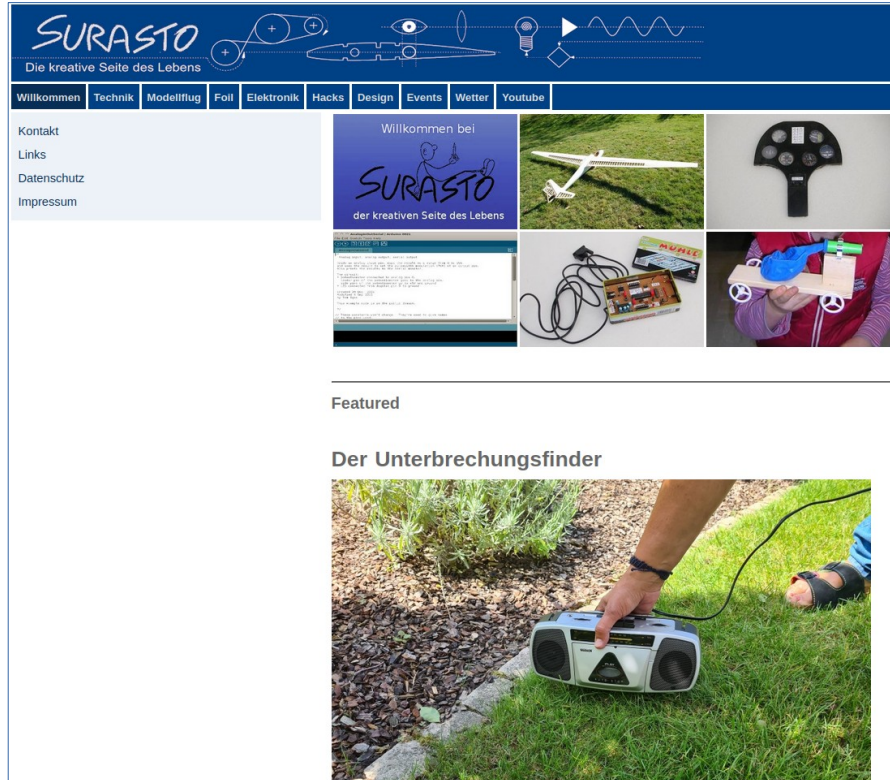 SURASTO
Die kreative Seite des Lebens
Willkommen Technik Modellflug Foil Elektronik Hacks Design Events Wetter Youtube
Kontakt
Links
Datenschutz
Impressum
Willkommen bei
SURASTO
der kreativen Seite des Lebens
Featured
Der Unterbrechungsfinder